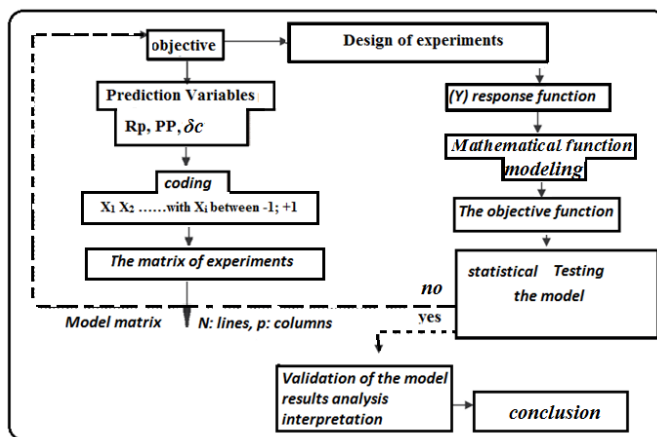 objective
Design of experiments
Prediction Variables
Rp, PP, δc
coding
X1 X2 ......with Xi between -1; +1
The matrix of experiments
Model matrix N: lines, p: columns
(Y) response function
Mathematical function
modeling
The objective function
statistical Testing
the model
no
yes
Validation of the model
results analysis
interpretation
conclusion